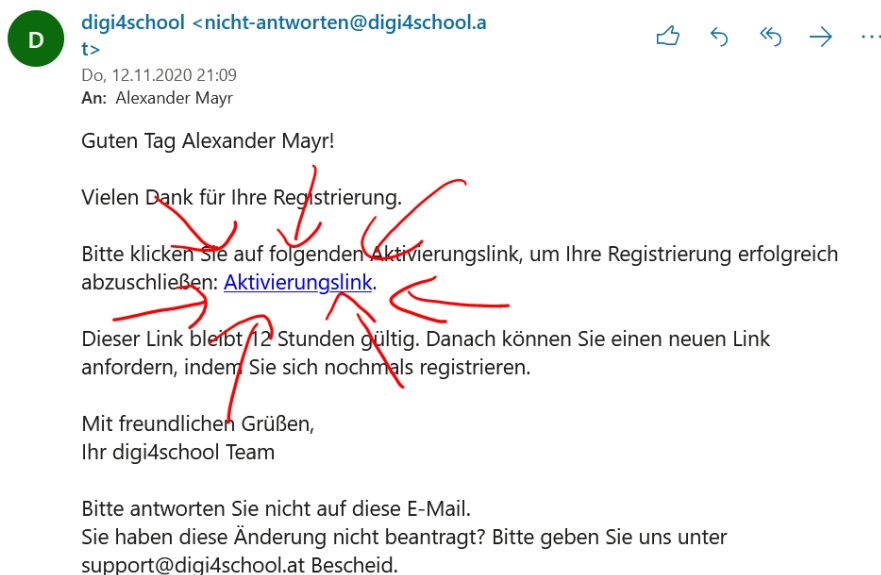 D
digi4school <nicht-antworten@digi4school.a
t>
Do, 12.11.2020 21:09
An: Alexander Mayr
Guten Tag Alexander Mayr!
Vielen Dank für Ihre Registrierung.
Bitte klicken Sie auf folgenden Aktivierungslink, um Ihre Registrierung erfolgreich
abzuschließen: Aktivierungslink.
Dieser Link bleibt 12 Stunden gültig. Danach können Sie einen neuen Link
anfordern, indem Sie sich nochmals registrieren.
Mit freundlichen Grüßen,
Ihr digi4school Team
Bitte antworten Sie nicht auf diese E-Mail.
Sie haben diese Änderung nicht beantragt? Bitte geben Sie uns unter
support@digi4school.at Bescheid.